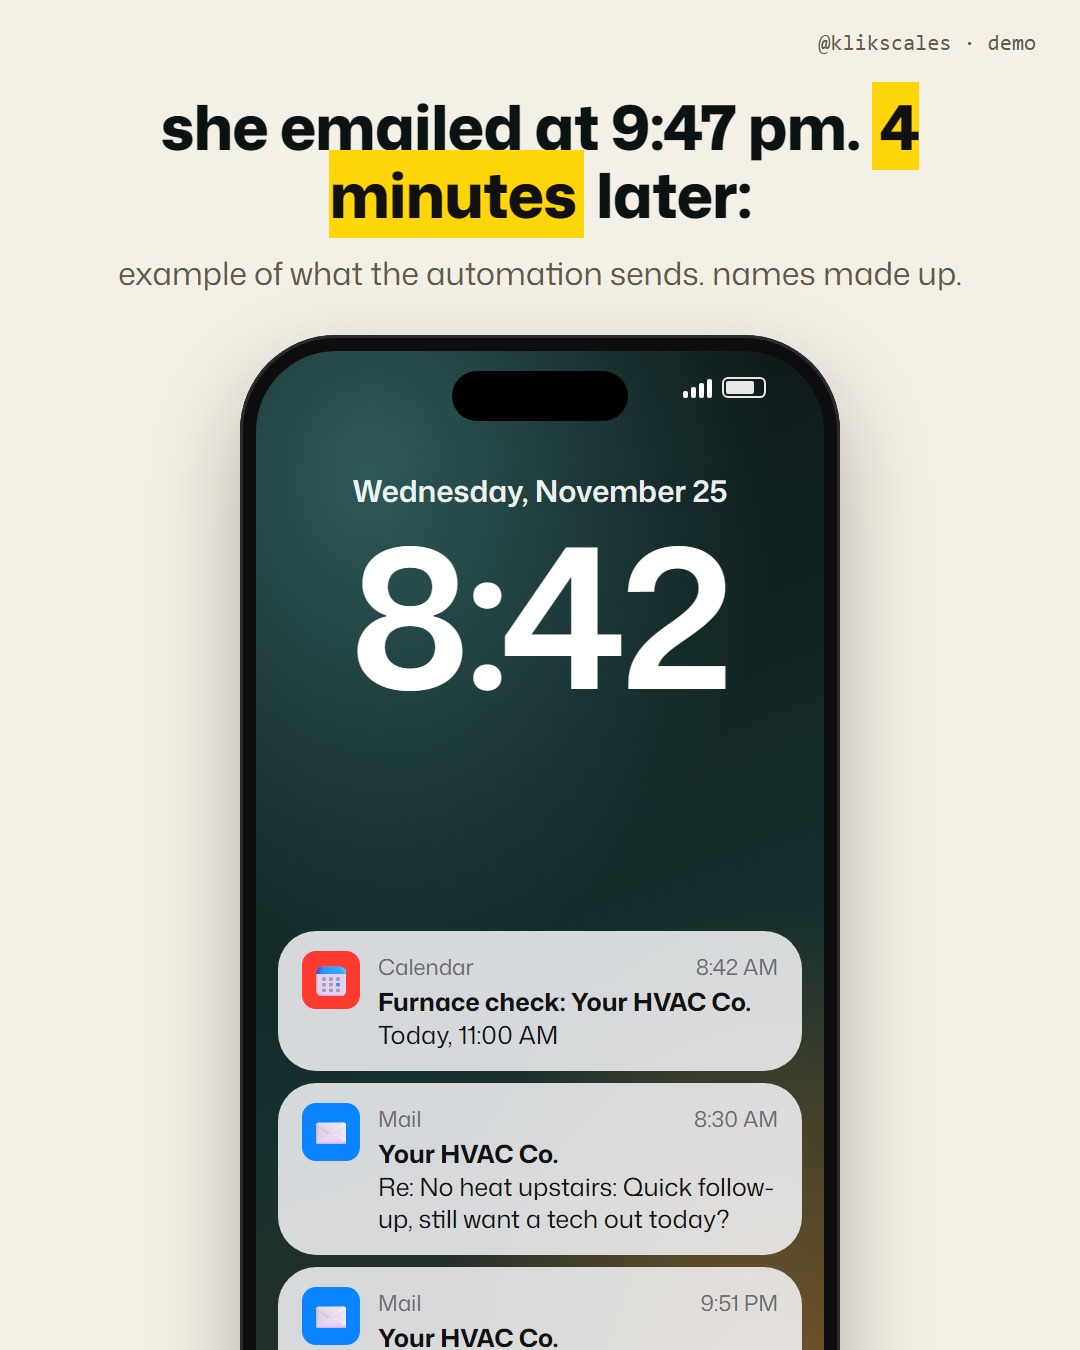 @klikscales · demo
she emailed at 9:47 pm. 4
minutes later:
example of what the automation sends. names made up.
Wednesday, November 25
8:42
Calendar 8:42 AM
Furnace check: Your HVAC Co.
Today, 11:00 AM
Mail 8:30 AM
Your HVAC Co.
Re: No heat upstairs: Quick follow-
up, still want a tech out today?
Mail 9:51 PM
Your HVAC Co.